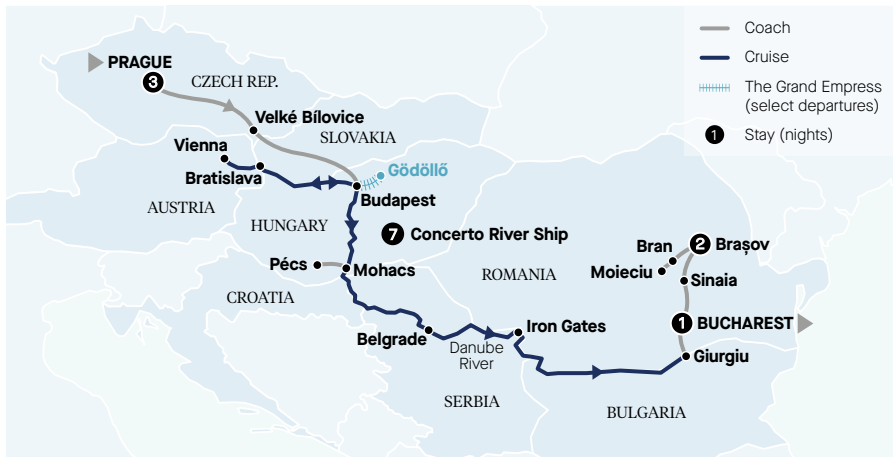 PRAGUE
3
CZECH REP.
Velké Bílovice
SLOVAKIA
Vienna
Bratislava
Gödöllő
Budapest
AUSTRIA
HUNGARY
7 Concerto River Ship
Pécs
Mohacs
CROATIA
ROMANIA
Bran
2 Brașov
Moieciu
Sinaia
Belgrade
Danube
River
Iron Gates
1 BUCHAREST
Giurgiu
SERBIA
BULGARIA
Coach
Cruise
The Grand Empress
(select departures)
1 Stay (nights)